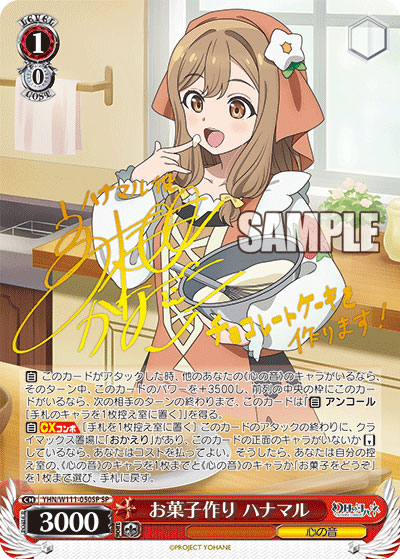 LEVEL
1
0
COST
ハナマルです
SAMPLE
チョコレートケーキを
作ります!
自 このカードがアタックした時、他のあなたの《心の音》のキャラがいるなら、
そのターン中、このカードのパワーを+3500し、前列の中央の枠にこのカード
がいるなら、次の相手のターンの終わりまで、このカードは『自 アンコール
[手札のキャラを1枚控え室に置く]』を得る。
自 CXコンボ [手札を1枚控え室に置く] このカードのアタックの終わりに、クラ
イマックス置場に「おかえり」があり、このカードの正面のキャラがいないか
しているなら、あなたはコストを払ってよい。そうしたら、あなたは自分の控
え室の、《心の音》のキャラを1枚までと《心の音》のキャラか「お菓子をどうぞ」
を1枚まで選び、手札に戻す。
CH YHN/W111-050SP SP
3000
お菓子作り ハナマル
心の音
©PROJECT YOHANE